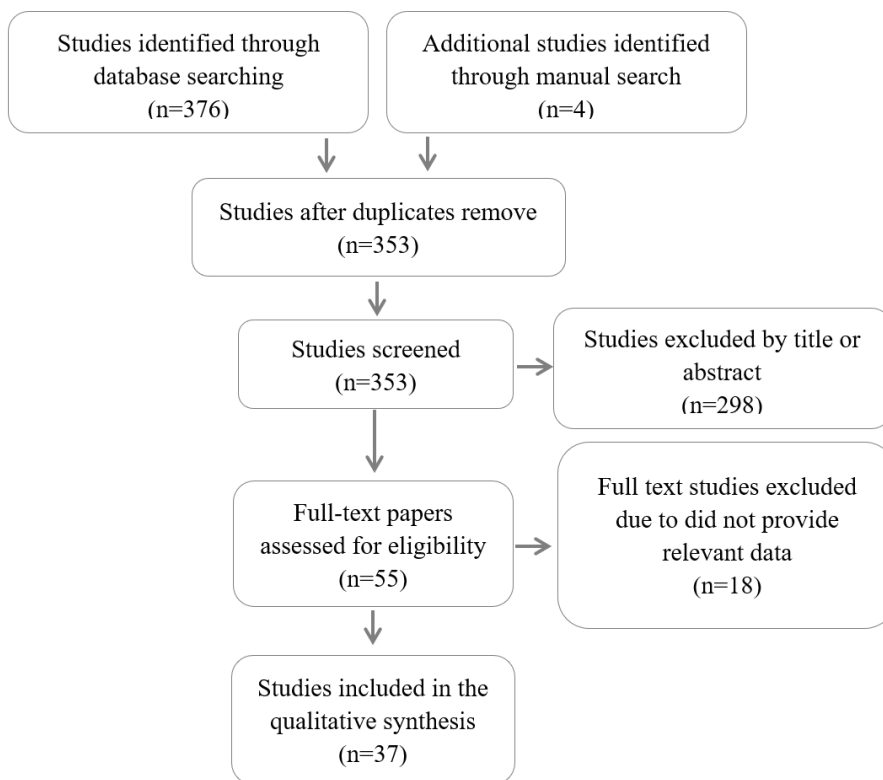 Studies identified through
database searching
(n=376)
Additional studies identified
through manual search
(n=4)
Studies after duplicates remove
(n=353)
Studies screened
(n=353)
Studies excluded by title or
abstract
(n=298)
Full-text papers
assessed for eligibility
(n=55)
Full text studies excluded
due to did not provide
relevant data
(n=18)
Studies included in the
qualitative synthesis
(n=37)